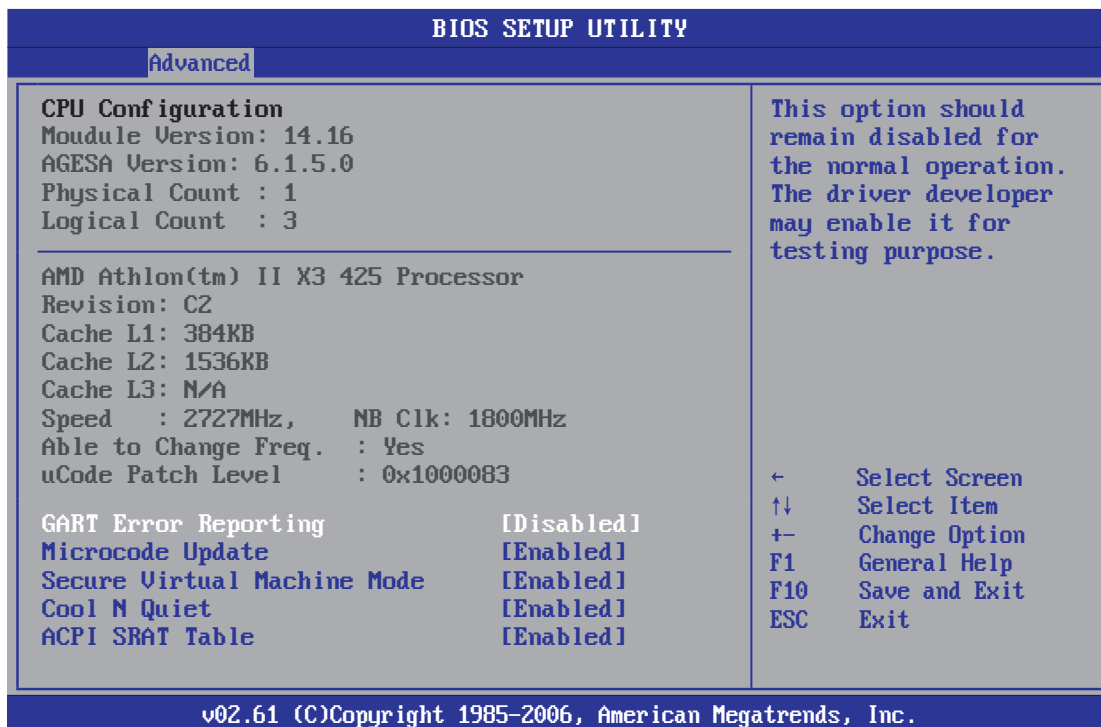 BIOS SETUP UTILITY
Advanced
CPU Configuration
Moudule Version: 14.16
AGESA Version: 6.1.5.0
Physical Count : 1
Logical Count : 3
AMD Athlon(tm) II X3 425 Processor
Revision: C2
Cache L1: 384KB
Cache L2: 1536KB
Cache L3: N/A
Speed : 2727MHz, NB Clk: 1800MHz
Able to Change Freq. : Yes
uCode Patch Level : 0x1000083
GART Error Reporting [Disabled]
Microcode Update [Enabled]
Secure Virtual Machine Mode [Enabled]
Cool N Quiet [Enabled]
ACPI SRAT Table [Enabled]
This option should
remain disabled for
the normal operation.
The driver developer
may enable it for
testing purpose.
← Select Screen
↑↓ Select Item
+- Change Option
F1 General Help
F10 Save and Exit
ESC Exit
v02.61 (C)Copyright 1985-2006, American Megatrends, Inc.